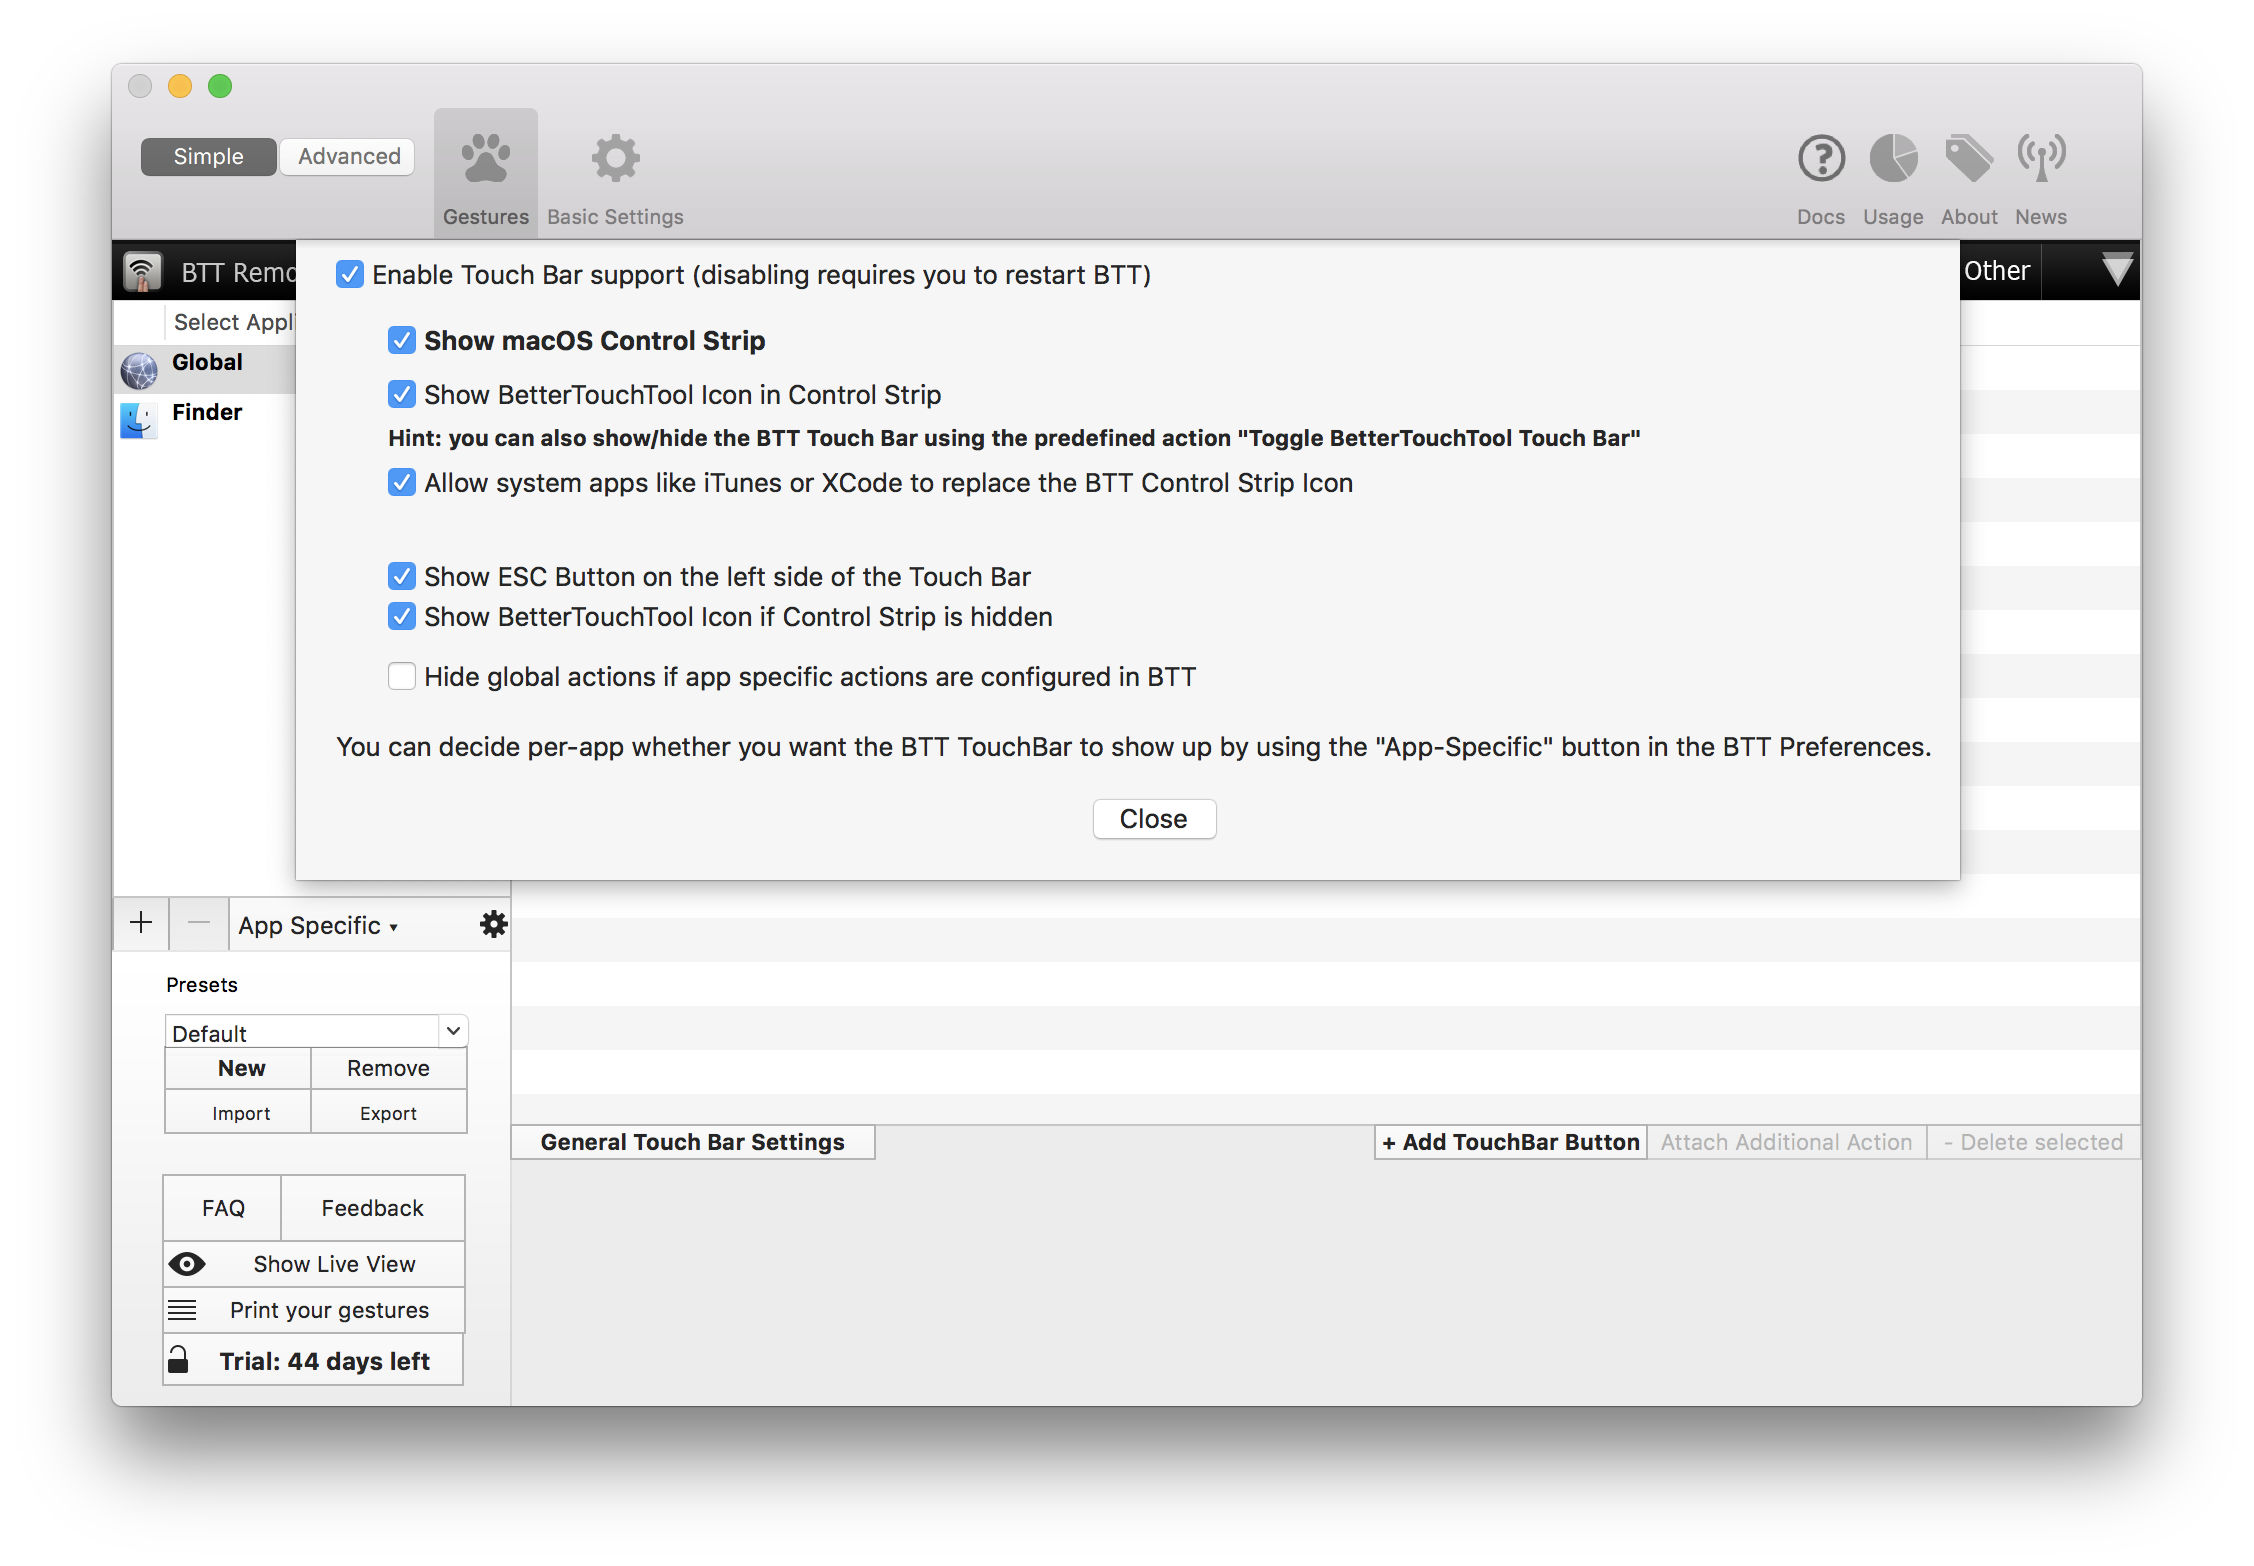 Simple
Advanced
Gestures
Basic Settings
Docs
Usage
About
News
BTT Remo
Other
Select Appli
Global
Finder
Enable Touch Bar support (disabling requires you to restart BTT)
Show macOS Control Strip
Show BetterTouchTool Icon in Control Strip
Hint: you can also show/hide the BTT Touch Bar using the predefined action "Toggle BetterTouchTool Touch Bar"
Allow system apps like iTunes or XCode to replace the BTT Control Strip Icon
Show ESC Button on the left side of the Touch Bar
Show BetterTouchTool Icon if Control Strip is hidden
Hide global actions if app specific actions are configured in BTT
You can decide per-app whether you want the BTT TouchBar to show up by using the "App-Specific" button in the BTT Preferences.
Close
App Specific
Presets
Default
New
Remove
Import
Export
General Touch Bar Settings
+ Add TouchBar Button
Attach Additional Action
- Delete selected
FAQ
Feedback
Show Live View
Print your gestures
Trial: 44 days left